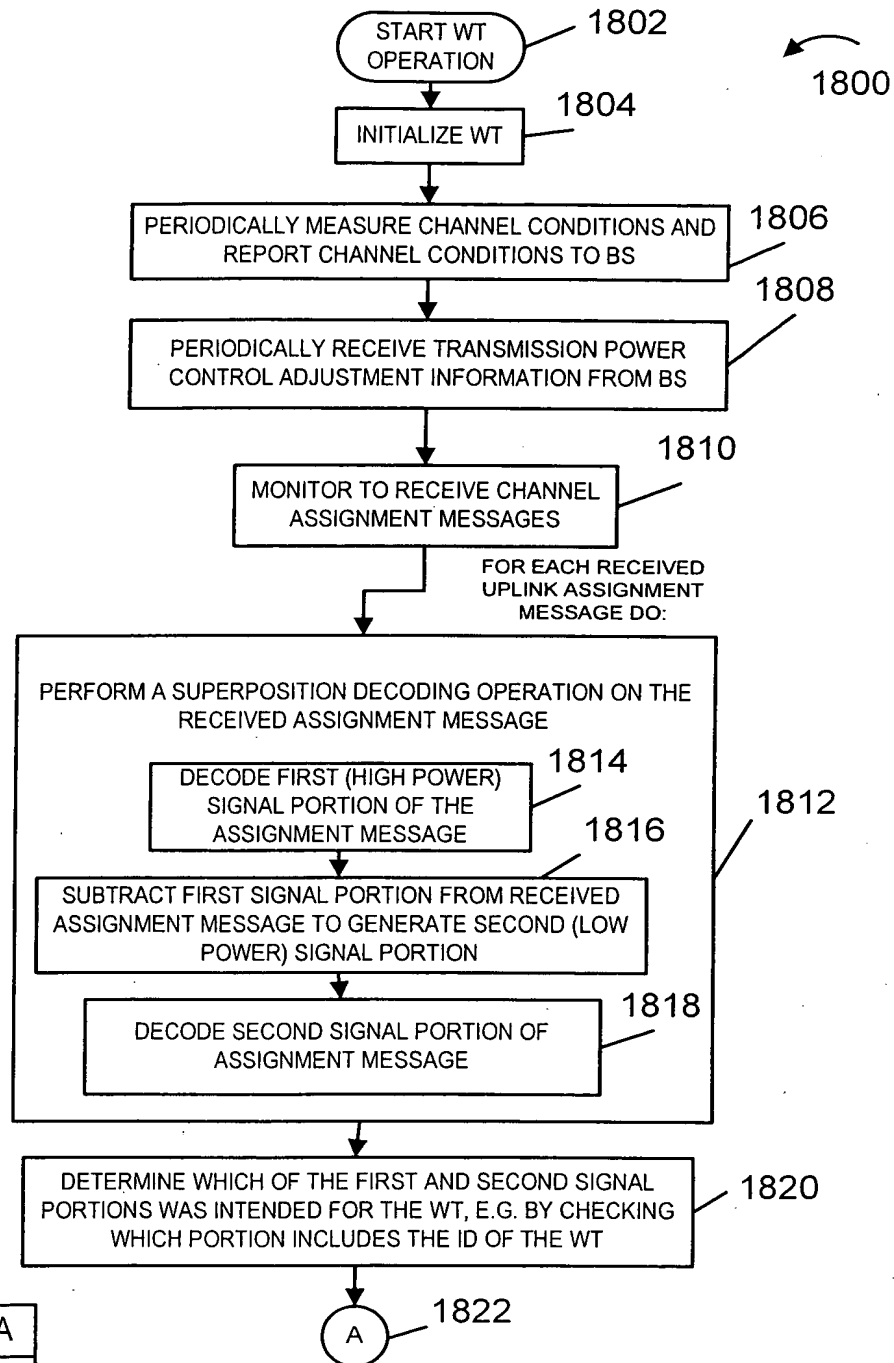 START WT
OPERATION
1802
1800
1804
INITIALIZE WT
1806
PERIODICALLY MEASURE CHANNEL CONDITIONS AND
REPORT CHANNEL CONDITIONS TO BS
1808
PERIODICALLY RECEIVE TRANSMISSION POWER
CONTROL ADJUSTMENT INFORMATION FROM BS
1810
MONITOR TO RECEIVE CHANNEL
ASSIGNMENT MESSAGES
FOR EACH RECEIVED
UPLINK ASSIGNMENT
MESSAGE DO:
PERFORM A SUPERPOSITION DECODING OPERATION ON THE
RECEIVED ASSIGNMENT MESSAGE
1814
DECODE FIRST (HIGH POWER)
SIGNAL PORTION OF THE
ASSIGNMENT MESSAGE
1812
1816
SUBTRACT FIRST SIGNAL PORTION FROM RECEIVED
ASSIGNMENT MESSAGE TO GENERATE SECOND (LOW
POWER) SIGNAL PORTION
1818
DECODE SECOND SIGNAL PORTION OF
ASSIGNMENT MESSAGE
DETERMINE WHICH OF THE FIRST AND SECOND SIGNAL
PORTIONS WAS INTENDED FOR THE WT, E.G. BY CHECKING
WHICH PORTION INCLUDES THE ID OF THE WT
1820
A
1822
A